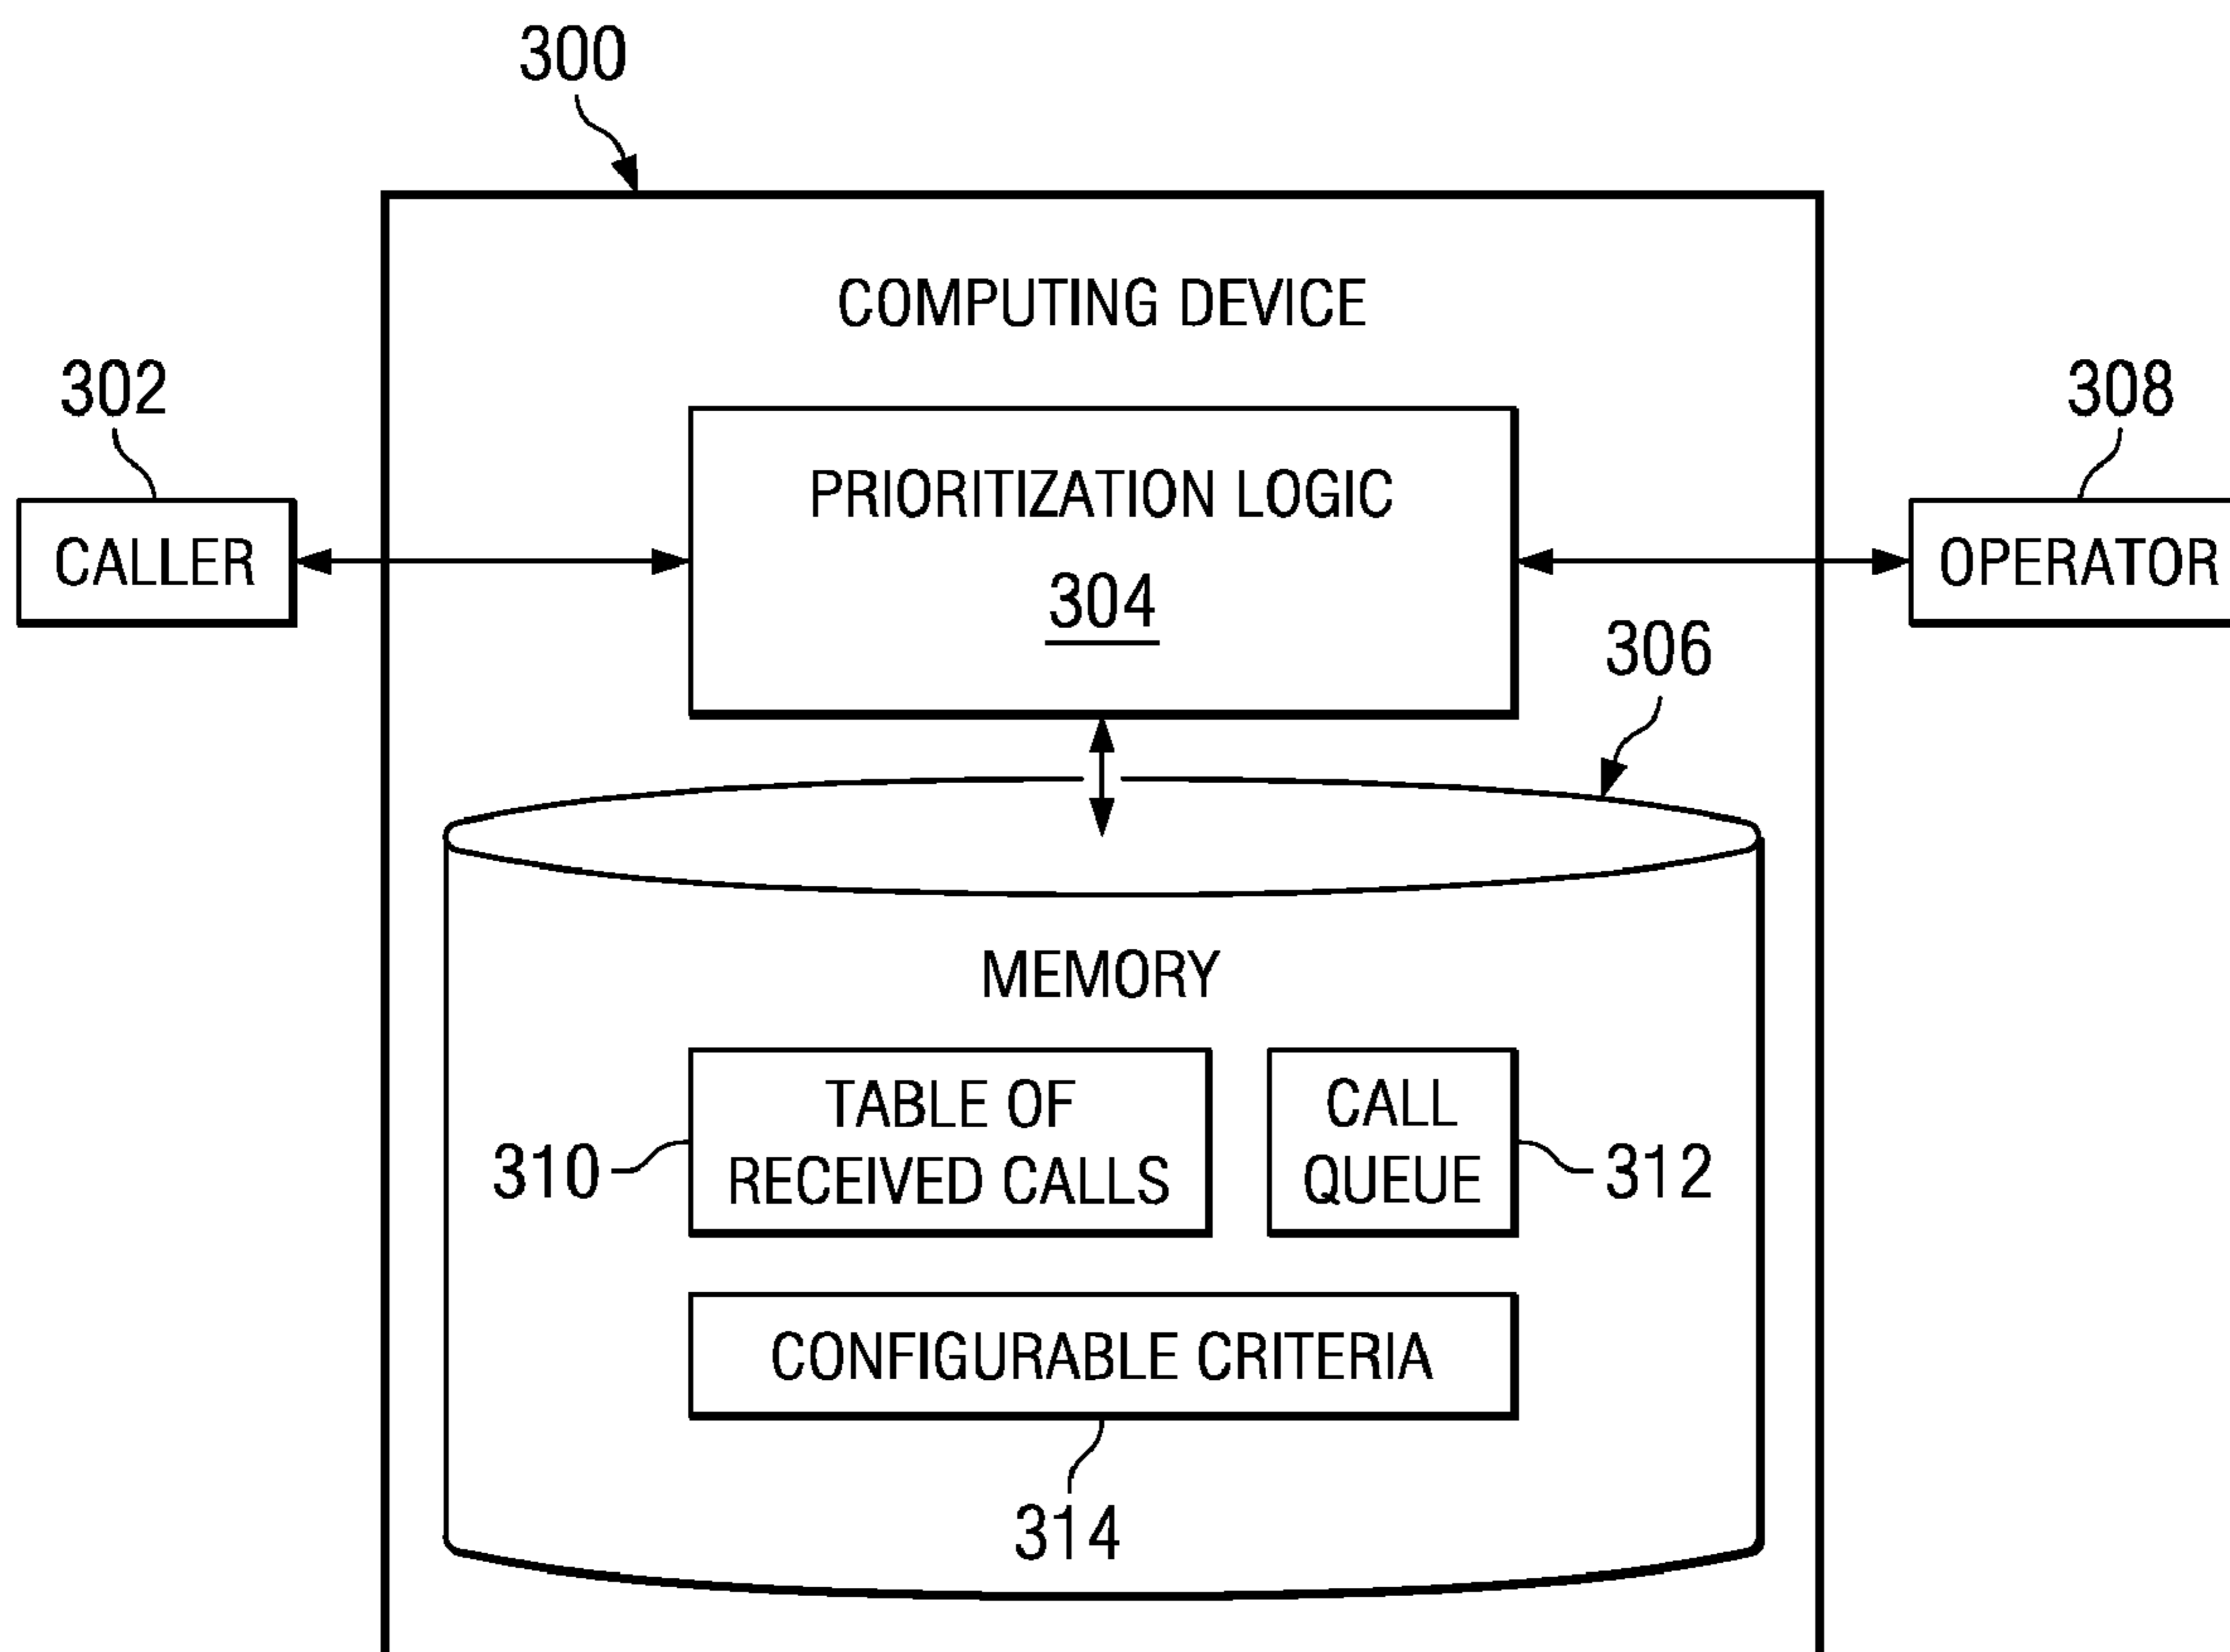 300
COMPUTING DEVICE
302
308
PRIORITIZATION LOGIC
CALLER
304
OPERATOR
306
MEMORY
TABLE OF
RECEIVED CALLS
CALL
QUEUE
310
312
CONFIGURABLE CRITERIA
314